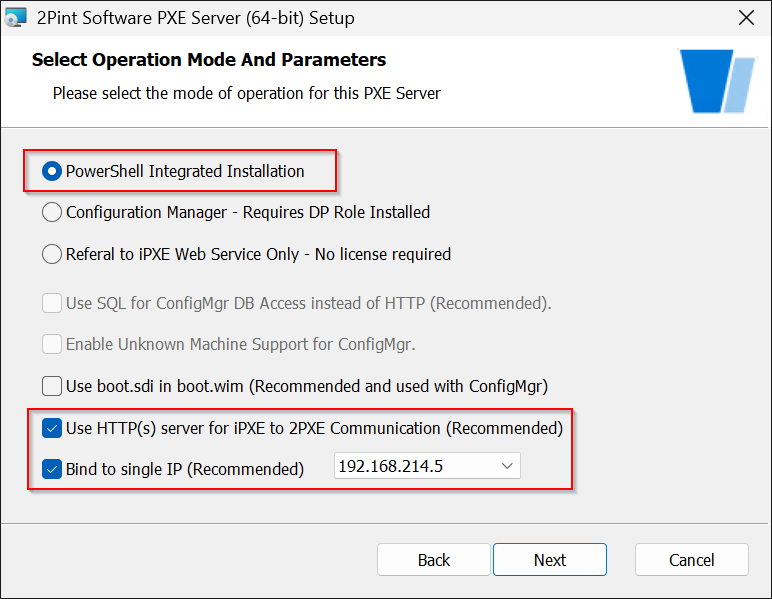 2Pint Software PXE Server (64-bit) Setup
Select Operation Mode And Parameters
Please select the mode of operation for this PXE Server
PowerShell Integrated Installation
Configuration Manager - Requires DP Role Installed
Referal to iPXE Web Service Only - No license required
Use SQL for ConfigMgr DB Access instead of HTTP (Recommended).
Enable Unknown Machine Support for ConfigMgr.
Use boot.sdi in boot.wim (Recommended and used with ConfigMgr)
Use HTTP(s) server for iPXE to 2PXE Communication (Recommended)
Bind to single IP (Recommended) 192.168.214.5
Back Next Cancel